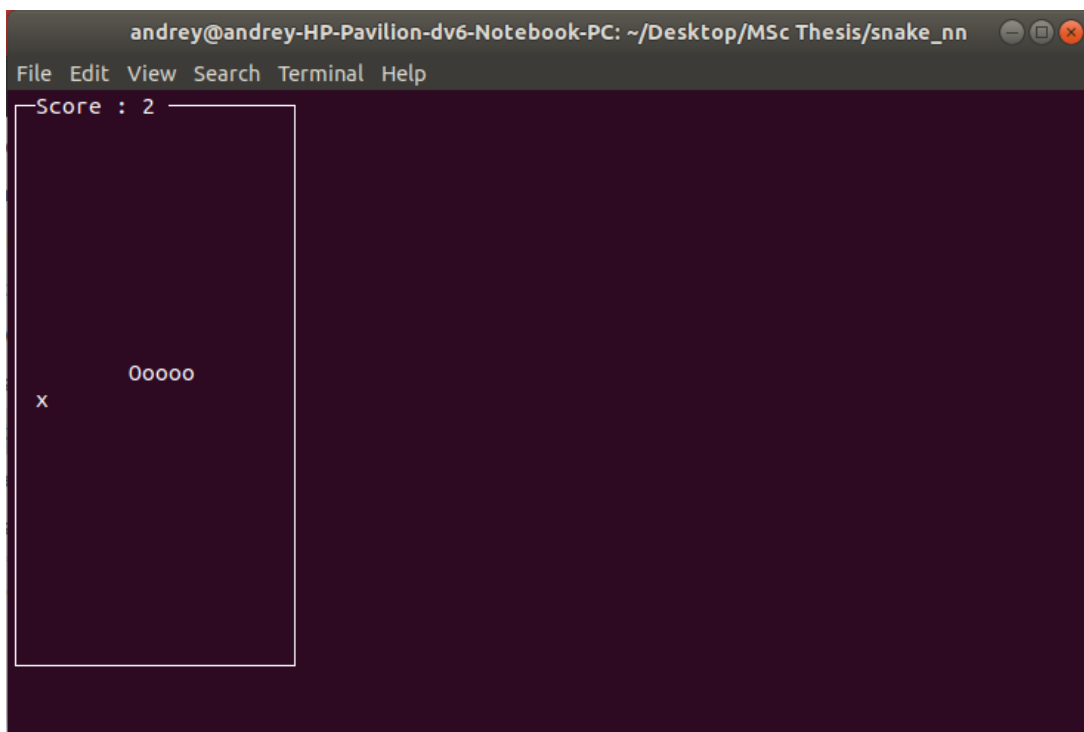 andrey@andrey-HP-Pavilion-dv6-Notebook-PC: ~/Desktop/MSc Thesis/snake_nn
File Edit View Search Terminal Help
Score : 2
Ooooo
x